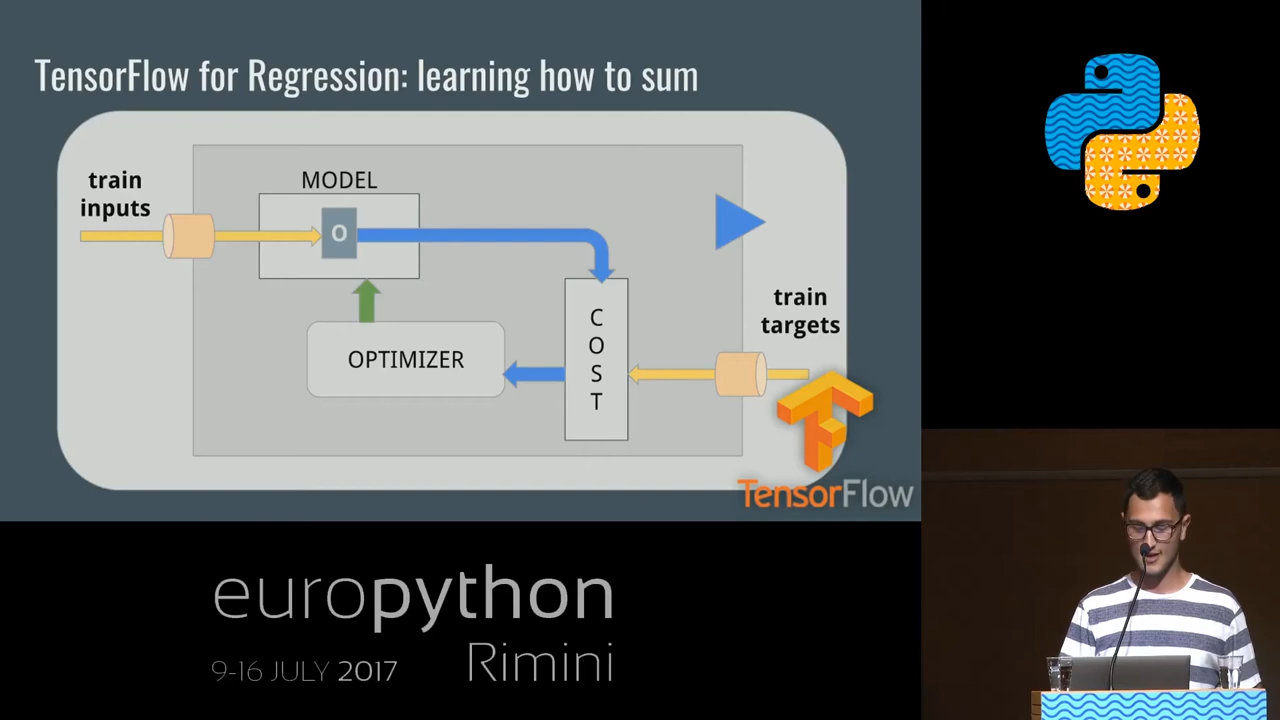 TensorFlow for Regression: learning how to sum
train
inputs
MODEL
O
OPTIMIZER
C
O
S
T
train
targets
TensorFlow
europython
9-16 JULY 2017
Rimini